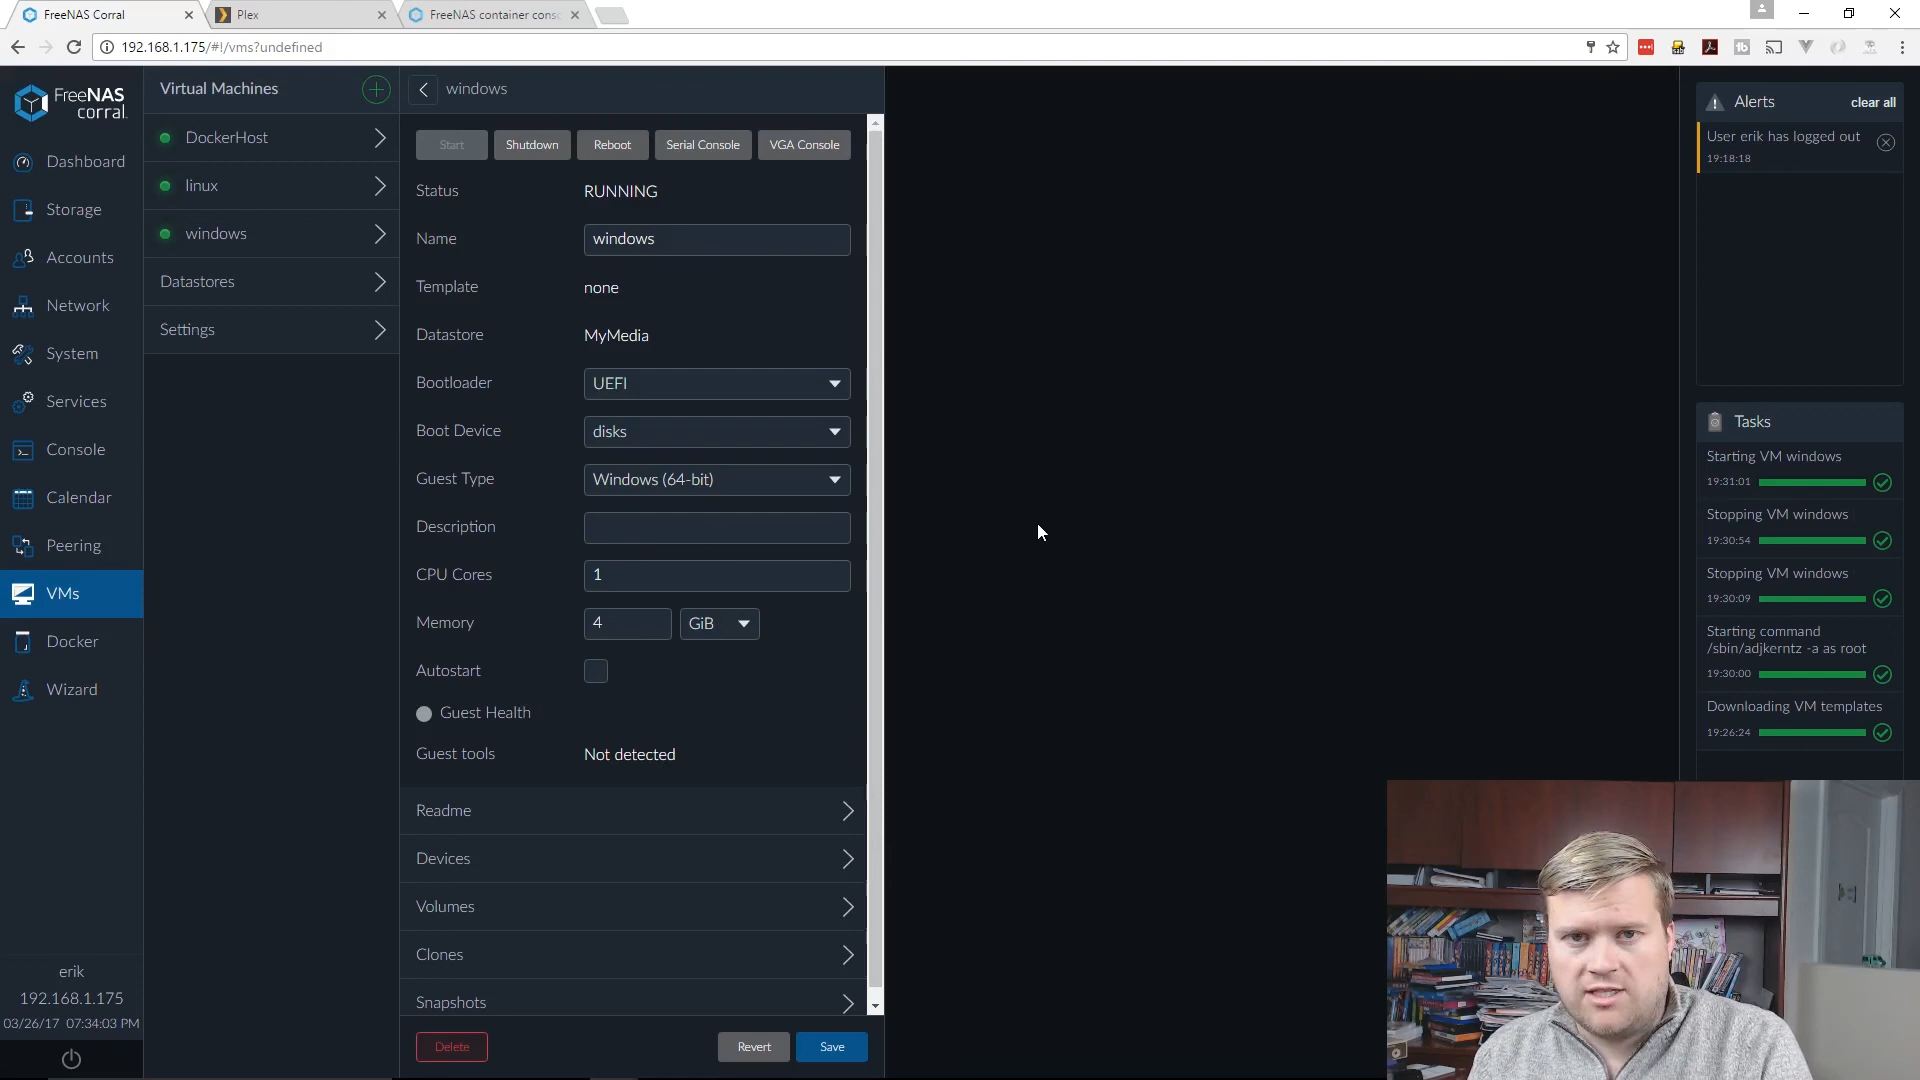 FreeNAS Corral
Plex
FreeNAS container conso
192.168.1.175/#!/vms?undefined
FreeNAS
corral
Dashboard
Storage
Accounts
Network
System
Services
Console
Calendar
Peering
VMs
Docker
Wizard
erik
192.168.1.175
03/26/17 07:34:03 PM
Virtual Machines
DockerHost
linux
windows
Datastores
Settings
windows
Start Shutdown Reboot Serial Console VGA Console
Status RUNNING
Name windows
Template none
Datastore MyMedia
Bootloader UEFI
Boot Device disks
Guest Type Windows (64-bit)
Description
CPU Cores 1
Memory 4 GiB
Autostart
Guest Health
Guest tools Not detected
Readme
Devices
Volumes
Clones
Snapshots
Delete Revert Save
Alerts clear all
User erik has logged out
19:18:18
Tasks
Starting VM windows
19:31:01
Stopping VM windows
19:30:54
Stopping VM windows
19:30:09
Starting command
/sbin/adjkerntz -a as root
19:30:00
Downloading VM templates
19:26:24